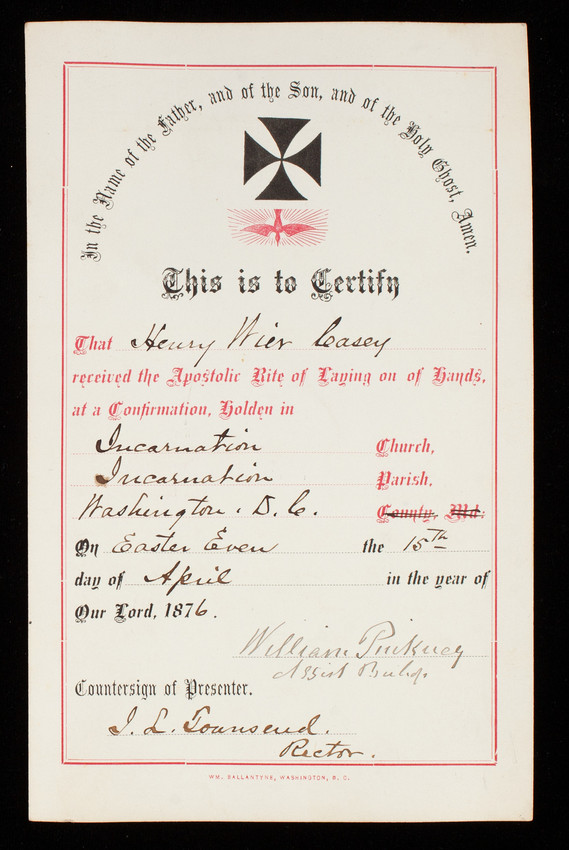 In the Name of the Father, and of the Son, and of the Holy Ghost, Amen.
This is to Certify
That Henry Wier Casey
received the Apostolic Rite of Laying on of Hands,
at a Confirmation, Holden in
Incarnation Church,
Incarnation Parish,
Washington. D. C. County, Md.
On Easter Even the 15th
day of April in the year of
Our Lord, 1876.
William Pinkney
Assist Bishop
Countersign of Presenter.
I. L. Townsend.
Rector.
WM. BALLANTYNE, WASHINGTON, D. C.